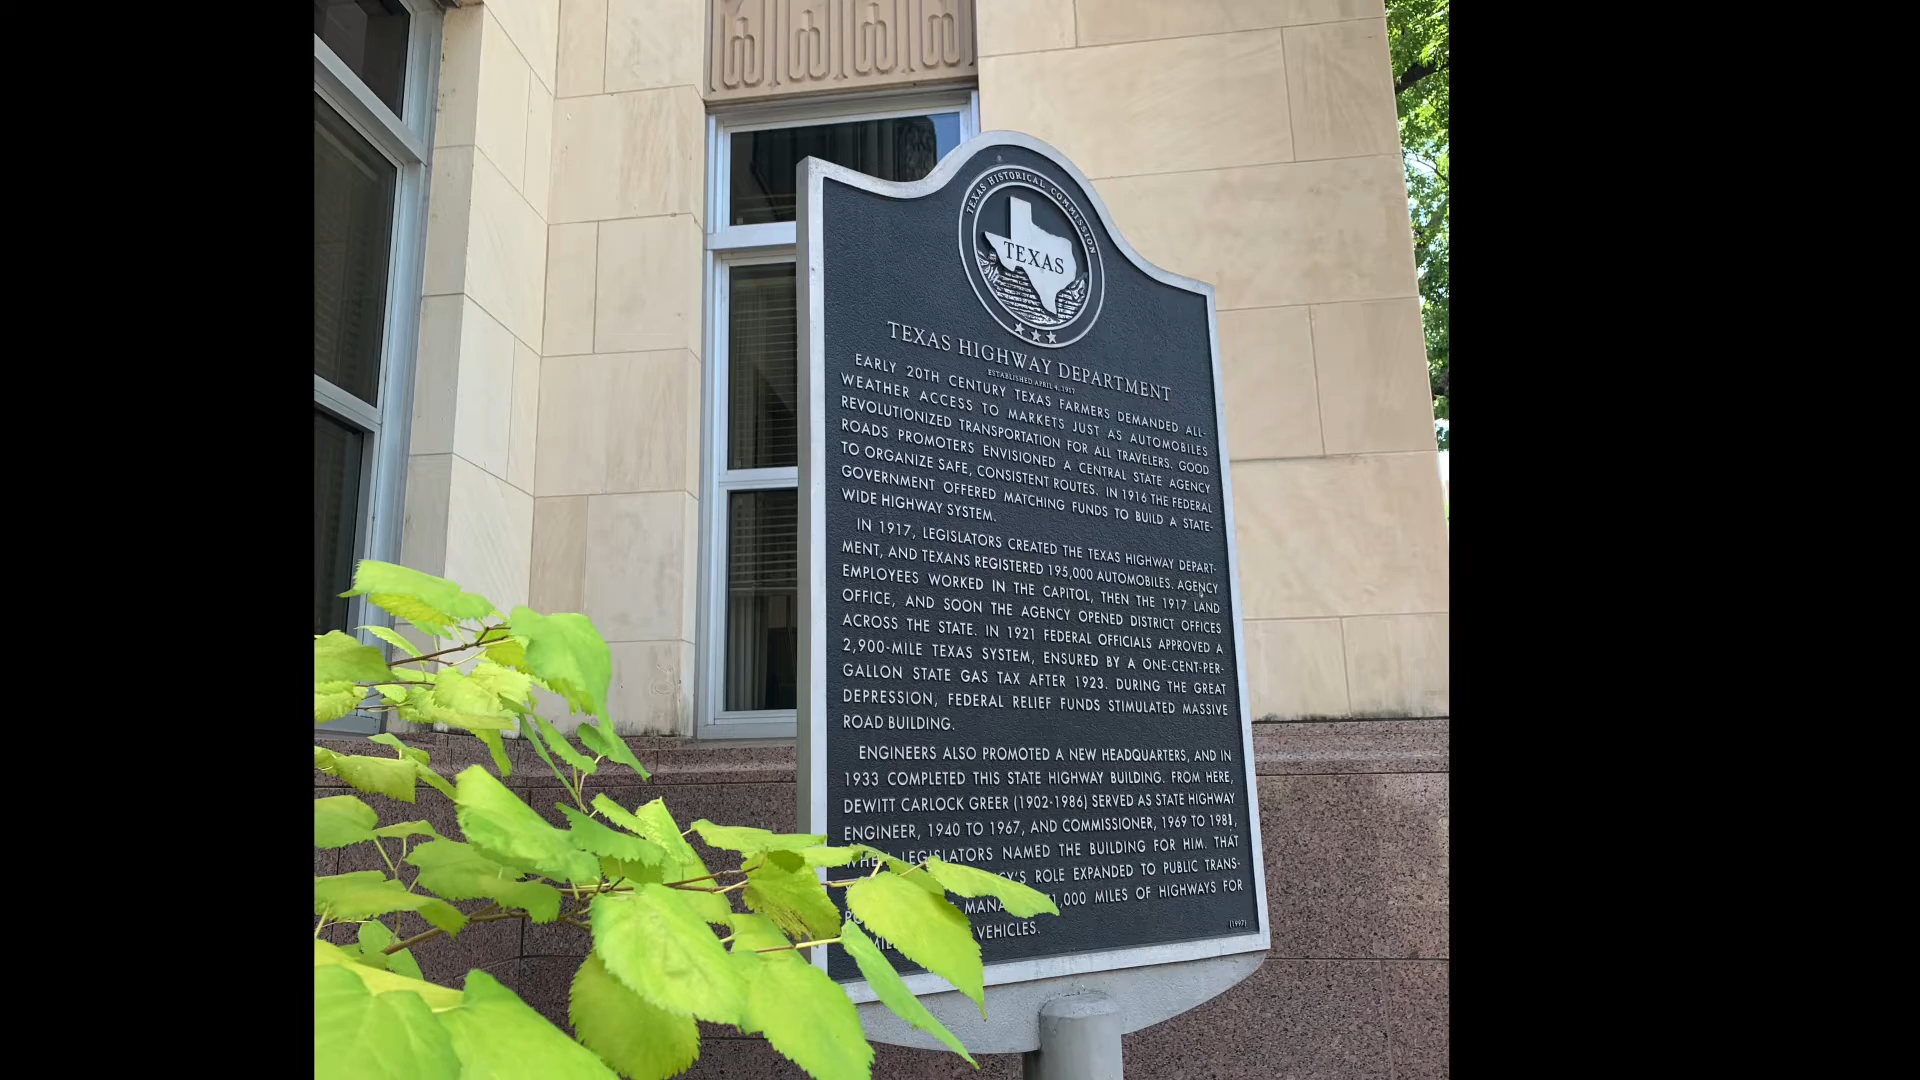 TEXAS HISTORICAL COMMISSION
TEXAS
TEXAS HIGHWAY DEPARTMENT
ESTABLISHED APRIL 4, 1917
EARLY 20TH CENTURY TEXAS FARMERS DEMANDED ALL-
WEATHER ACCESS TO MARKETS JUST AS AUTOMOBILES
REVOLUTIONIZED TRANSPORTATION FOR ALL TRAVELERS. GOOD
ROADS PROMOTERS ENVISIONED A CENTRAL STATE AGENCY
TO ORGANIZE SAFE, CONSISTENT ROUTES. IN 1916 THE FEDERAL
GOVERNMENT OFFERED MATCHING FUNDS TO BUILD A STATE-
WIDE HIGHWAY SYSTEM.
IN 1917, LEGISLATORS CREATED THE TEXAS HIGHWAY DEPART-
MENT, AND TEXANS REGISTERED 195,000 AUTOMOBILES. AGENCY
EMPLOYEES WORKED IN THE CAPITOL, THEN THE 1917 LAND
OFFICE, AND SOON THE AGENCY OPENED DISTRICT OFFICES
ACROSS THE STATE. IN 1921 FEDERAL OFFICIALS APPROVED A
2,900-MILE TEXAS SYSTEM, ENSURED BY A ONE-CENT-PER-
GALLON STATE GAS TAX AFTER 1923. DURING THE GREAT
DEPRESSION, FEDERAL RELIEF FUNDS STIMULATED MASSIVE
ROAD BUILDING.
ENGINEERS ALSO PROMOTED A NEW HEADQUARTERS, AND IN
1933 COMPLETED THIS STATE HIGHWAY BUILDING. FROM HERE,
DEWITT CARLOCK GREER (1902-1986) SERVED AS STATE HIGHWAY
ENGINEER, 1940 TO 1967, AND COMMISSIONER, 1969 TO 1981,
WHEN LEGISLATORS NAMED THE BUILDING FOR HIM. THAT
ROLE EXPANDED TO PUBLIC TRANS-
MILES OF HIGHWAYS FOR
VEHICLES.
(1997)